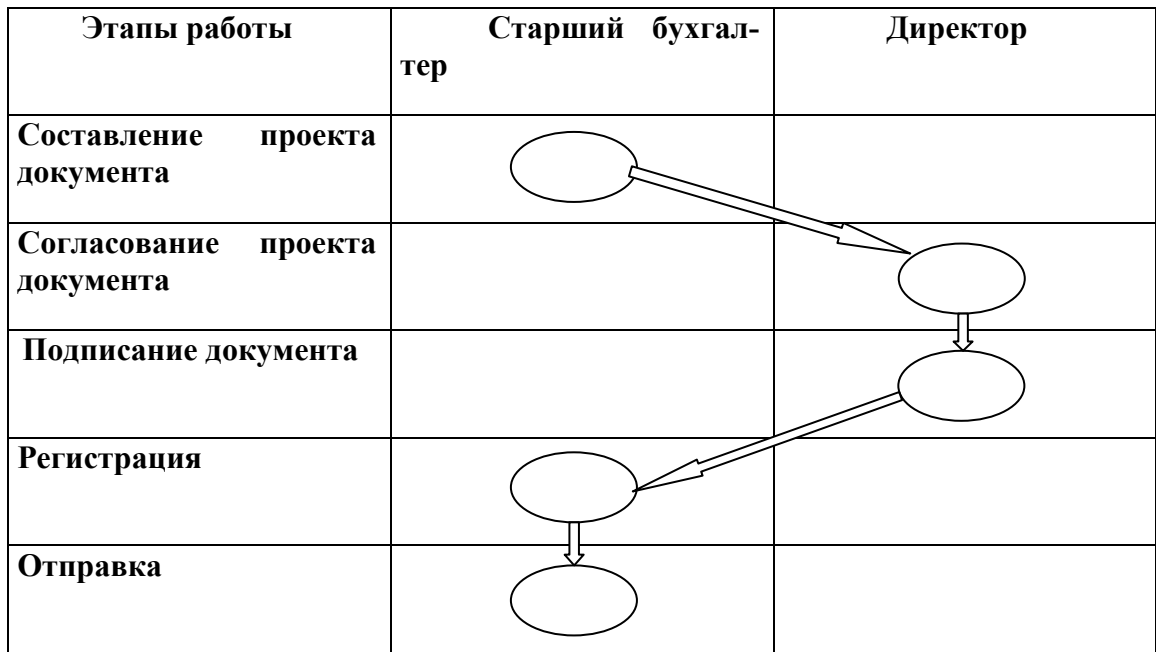 Этапы работы
Старший бухгал-
тер
Директор
Составление проекта
документа
Согласование проекта
документа
Подписание документа
Регистрация
Отправка